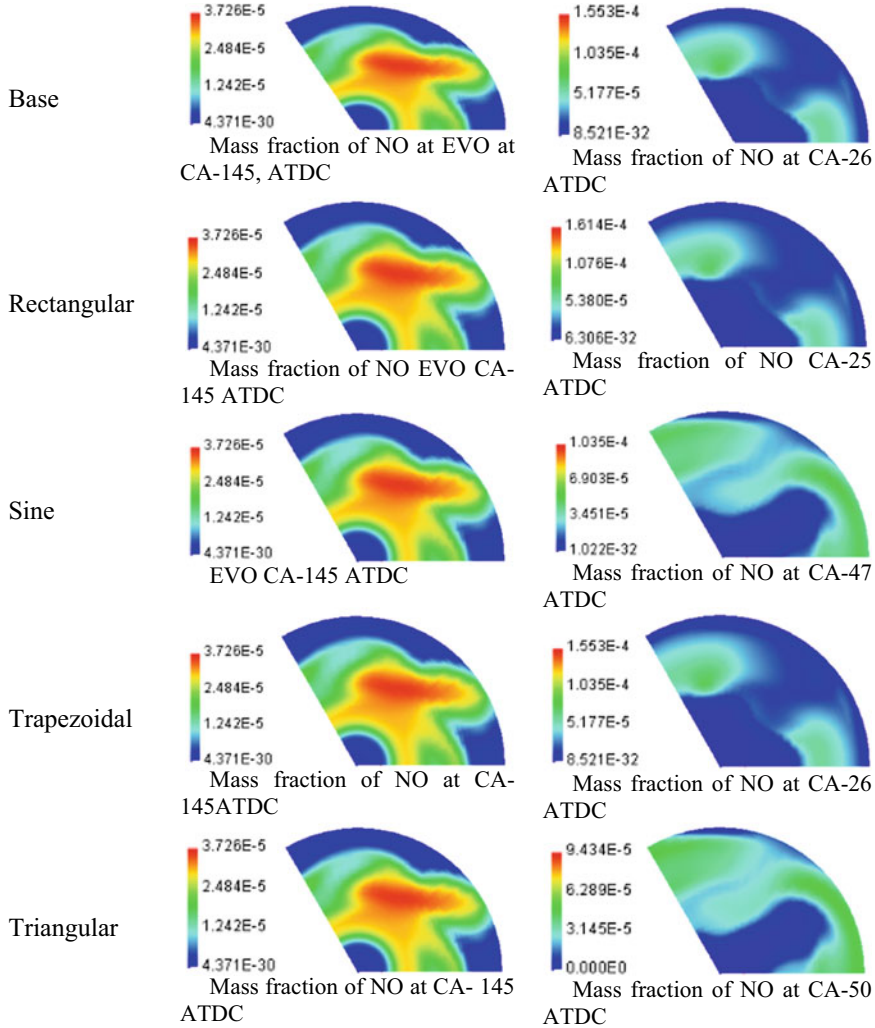 3.726E-5
2.484E-5
1.242E-5
4.371E-30
1.553E-4
1.035E-4
5.177E-5
8.521E-32
Base
Mass fraction of NO at EVO at
CA-145, ATDC
Mass fraction of NO at CA-26
ATDC
3.726E-5
2.484E-5
1.242E-5
4.371E-30
1.614E-4
1.076E-4
5.380E-5
6.306E-32
Rectangular
Mass fraction of NO EVO CA-
145 ATDC
Mass fraction of NO CA-25
ATDC
3.726E-5
2.484E-5
1.242E-5
4.371E-30
1.035E-4
6.903E-5
3.451E-5
1.022E-32
Sine
EVO CA-145 ATDC
Mass fraction of NO at CA-47
ATDC
3.726E-5
2.484E-5
1.242E-5
4.371E-30
1.553E-4
1.035E-4
5.177E-5
8.521E-32
Trapezoidal
Mass fraction of NO at CA-
145ATDC
Mass fraction of NO at CA-26
ATDC
3.726E-5
2.484E-5
1.242E-5
4.371E-30
9.434E-5
6.289E-5
3.145E-5
0.000E0
Triangular
Mass fraction of NO at CA- 145
ATDC
Mass fraction of NO at CA-50
ATDC